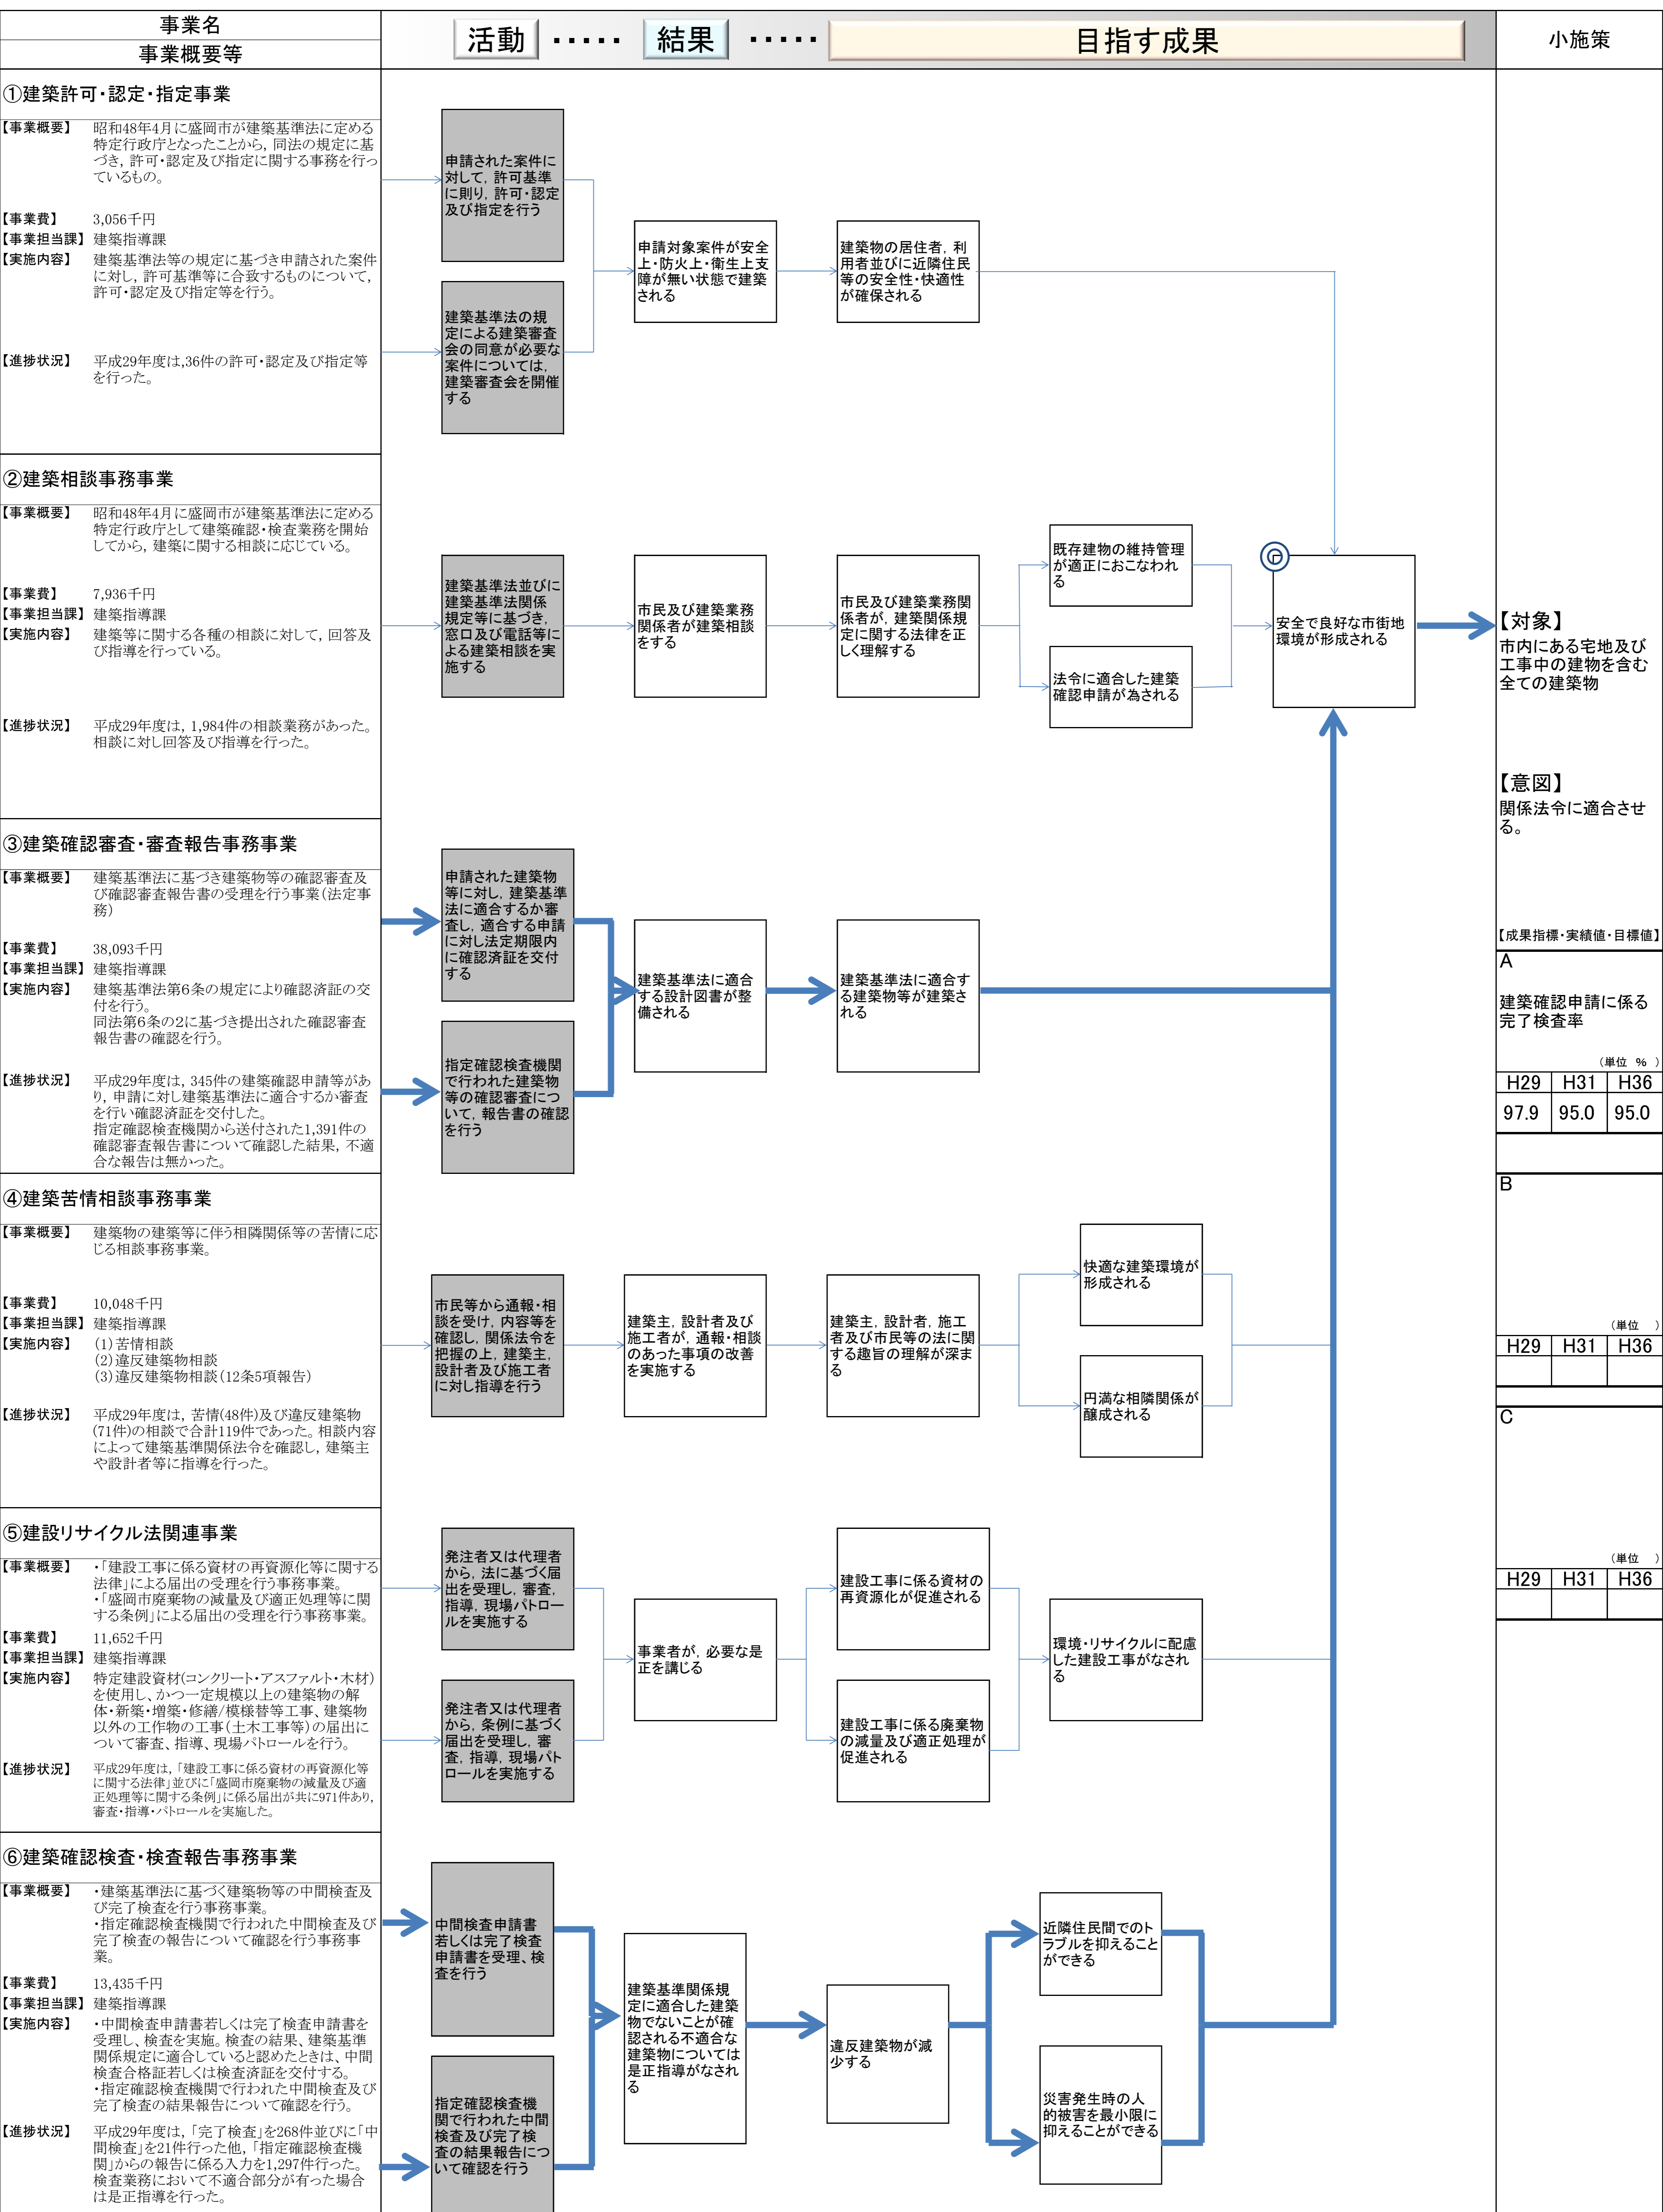 事業名
事業概要等
活動 ・・・・・ 結果 ・・・・・ 目指す成果
小施策
①建築許可・認定・指定事業
【事業概要】 昭和48年4月に盛岡市が建築基準法に定める
特定行政庁となったことから，同法の規定に基
づき，許可・認定及び指定に関する事務を行っ
ているもの。
【事業費】 3,056千円
【事業担当課】 建築指導課
【実施内容】 建築基準法等の規定に基づき申請された案件
に対し，許可基準等に合致するものについて，
許可・認定及び指定等を行う。
【進捗状況】 平成29年度は,36件の許可・認定及び指定等
を行った。
申請された案件に
対して，許可基準
に則り，許可・認定
及び指定を行う
建築基準法の規
定による建築審査
会の同意が必要な
案件については，
建築審査会を開催
する
申請対象案件が安全
上・防火上・衛生上支
障が無い状態で建築
される
建築物の居住者，利
用者並びに近隣住民
等の安全性・快適性
が確保される
②建築相談事務事業
【事業概要】 昭和48年4月に盛岡市が建築基準法に定める
特定行政庁として建築確認・検査業務を開始
してから，建築に関する相談に応じている。
【事業費】 7,936千円
【事業担当課】 建築指導課
【実施内容】 建築等に関する各種の相談に対して，回答及
び指導を行っている。
【進捗状況】 平成29年度は，1,984件の相談業務があった。
相談に対し回答及び指導を行った。
建築基準法並びに
建築基準法関係
規定等に基づき，
窓口及び電話等に
よる建築相談を実
施する
市民及び建築業務
関係者が建築相談
をする
市民及び建築業務関
係者が，建築関係規
定に関する法律を正
しく理解する
既存建物の維持管理
が適正におこなわれ
る
法令に適合した建築
確認申請が為される
◎
安全で良好な市街地
環境が形成される
③建築確認審査・審査報告事務事業
【事業概要】 建築基準法に基づき建築物等の確認審査及
び確認審査報告書の受理を行う事業（法定事
務）
【事業費】 38,093千円
【事業担当課】 建築指導課
【実施内容】 建築基準法第６条の規定により確認済証の交
付を行う。
同法第６条の２に基づき提出された確認審査
報告書の確認を行う。
【進捗状況】 平成29年度は，345件の建築確認申請等があ
り，申請に対し建築基準法に適合するか審査
を行い確認済証を交付した。
指定確認検査機関から送付された1,391件の
確認審査報告書について確認した結果，不適
合な報告は無かった。
申請された建築物
等に対し，建築基準
法に適合するか審
査し，適合する申請
に対し法定期限内
に確認済証を交付
する
指定確認検査機関
で行われた建築物
等の確認審査につ
いて，報告書の確認
を行う
建築基準法に適合
する設計図書が整
備される
建築基準法に適合す
る建築物等が建築さ
れる
④建築苦情相談事務事業
【事業概要】 建築物の建築等に伴う相隣関係等の苦情に応
じる相談事務事業。
【事業費】 10,048千円
【事業担当課】 建築指導課
【実施内容】 (1)苦情相談
(2)違反建築物相談
(3)違反建築物相談(12条5項報告)
【進捗状況】 平成29年度は，苦情(48件)及び違反建築物
(71件)の相談で合計119件であった。相談内容
によって建築基準関係法令を確認し，建築主
や設計者等に指導を行った。
市民等から通報・相
談を受け，内容等を
確認し，関係法令を
把握の上，建築主，
設計者及び施工者
に対し指導を行う
建築主，設計者及び
施工者が，通報・相談
のあった事項の改善
を実施する
建築主，設計者，施工
者及び市民等の法に関
する趣旨の理解が深ま
る
快適な建築環境が
形成される
円満な相隣関係が
醸成される
⑤建設リサイクル法関連事業
【事業概要】 ・「建設工事に係る資材の再資源化等に関する
法律」による届出の受理を行う事務事業。
・「盛岡市廃棄物の減量及び適正処理等に関
する条例」による届出の受理を行う事務事業。
【事業費】 11,652千円
【事業担当課】 建築指導課
【実施内容】 特定建設資材(コンクリート・アスファルト・木材)
を使用し、かつ一定規模以上の建築物の解
体・新築・増築・修繕/模様替等工事、建築物
以外の工作物の工事（土木工事等）の届出に
ついて審査、指導、現場パトロールを行う。
【進捗状況】 平成29年度は，「建設工事に係る資材の再資源化等
に関する法律」並びに「盛岡市廃棄物の減量及び適
正処理等に関する条例」に係る届出が共に971件あり，
審査・指導・パトロールを実施した。
発注者又は代理者
から，法に基づく届
出を受理し，審査，
指導，現場パトロー
ルを実施する
発注者又は代理者
から，条例に基づく
届出を受理し，審
査，指導，現場パト
ロールを実施する
事業者が，必要な是
正を講じる
建設工事に係る資材の
再資源化が促進される
建設工事に係る廃棄物
の減量及び適正処理が
促進される
環境・リサイクルに配慮
した建設工事がなされ
る
⑥建築確認検査・検査報告事務事業
【事業概要】 ・建築基準法に基づく建築物等の中間検査及
び完了検査を行う事務事業。
・指定確認検査機関で行われた中間検査及び
完了検査の報告について確認を行う事務事
業。
【事業費】 13,435千円
【事業担当課】 建築指導課
【実施内容】 ・中間検査申請書若しくは完了検査申請書を
受理し、検査を実施。検査の結果、建築基準
関係規定に適合していると認めたときは、中間
検査合格証若しくは検査済証を交付する。
・指定確認検査機関で行われた中間検査及び
完了検査の結果報告について確認を行う。
【進捗状況】 平成29年度は，「完了検査」を268件並びに「中
間検査」を21件行った他，「指定確認検査機
関」からの報告に係る入力を1,297件行った。
検査業務において不適合部分が有った場合
は是正指導を行った。
中間検査申請書
若しくは完了検査
申請書を受理、検
査を行う
指定確認検査機
関で行われた中間
検査及び完了検
査の結果報告につ
いて確認を行う
建築基準関係規
定に適合した建築
物でないことが確
認される不適合な
建築物については
是正指導がなされ
る
違反建築物が減
少する
近隣住民間でのト
ラブルを抑えること
ができる
災害発生時の人
的被害を最小限に
抑えることができる
【対象】
市内にある宅地及び
工事中の建物を含む
全ての建築物
【意図】
関係法令に適合させ
る。
【成果指標・実績値・目標値】
A
建築確認申請に係る
完了検査率
（単位 % ）
H29 H31 H36
97.9 95.0 95.0
B
（単位 ）
H29 H31 H36
C
（単位 ）
H29 H31 H36